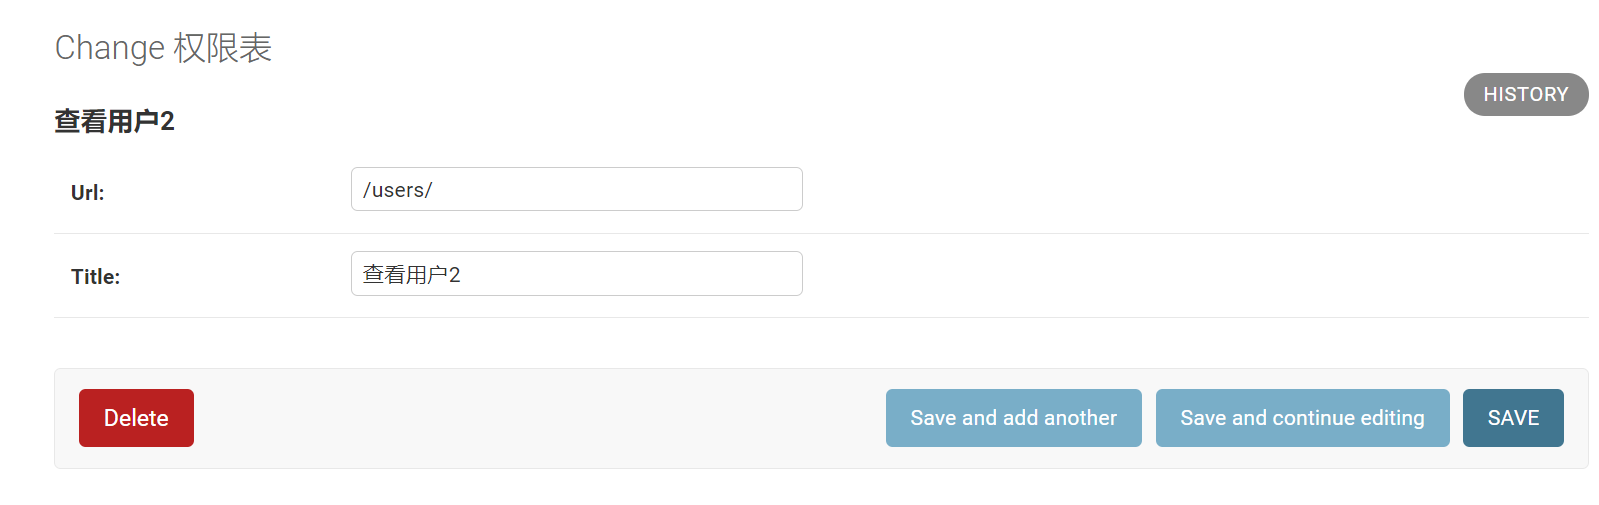 Change 权限表
HISTORY
查看用户2
Url:
/users/
Title:
查看用户2
Delete
Save and add another
Save and continue editing
SAVE